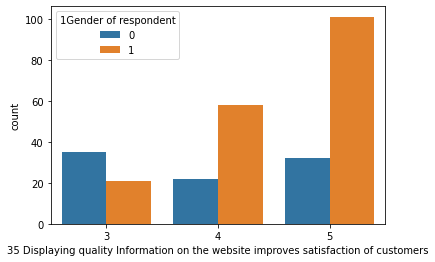 1Gender of respondent
0
1
100
80
60
40
20
0
count
3 4 5
35 Displaying quality Information on the website improves satisfaction of customers